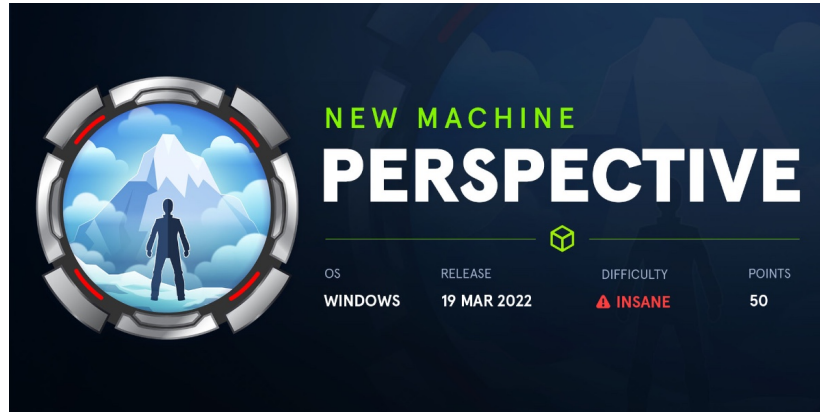 NEW MACHINE
PERSPECTIVE
OS RELEASE DIFFICULTY POINTS
WINDOWS 19 MAR 2022 INSANE 50